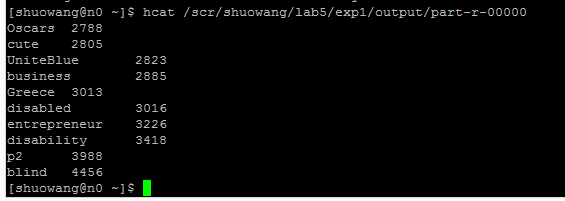 [shuowang@n0 ~]$ hcat /scr/shuowang/lab5/exp1/output/part-r-00000
Oscars  2788
cute    2805
UniteBlue       2823
business        2885
Greece  3013
disabled        3016
entrepreneur    3226
disability      3418
p2      3988
blind   4456
[shuowang@n0 ~]$